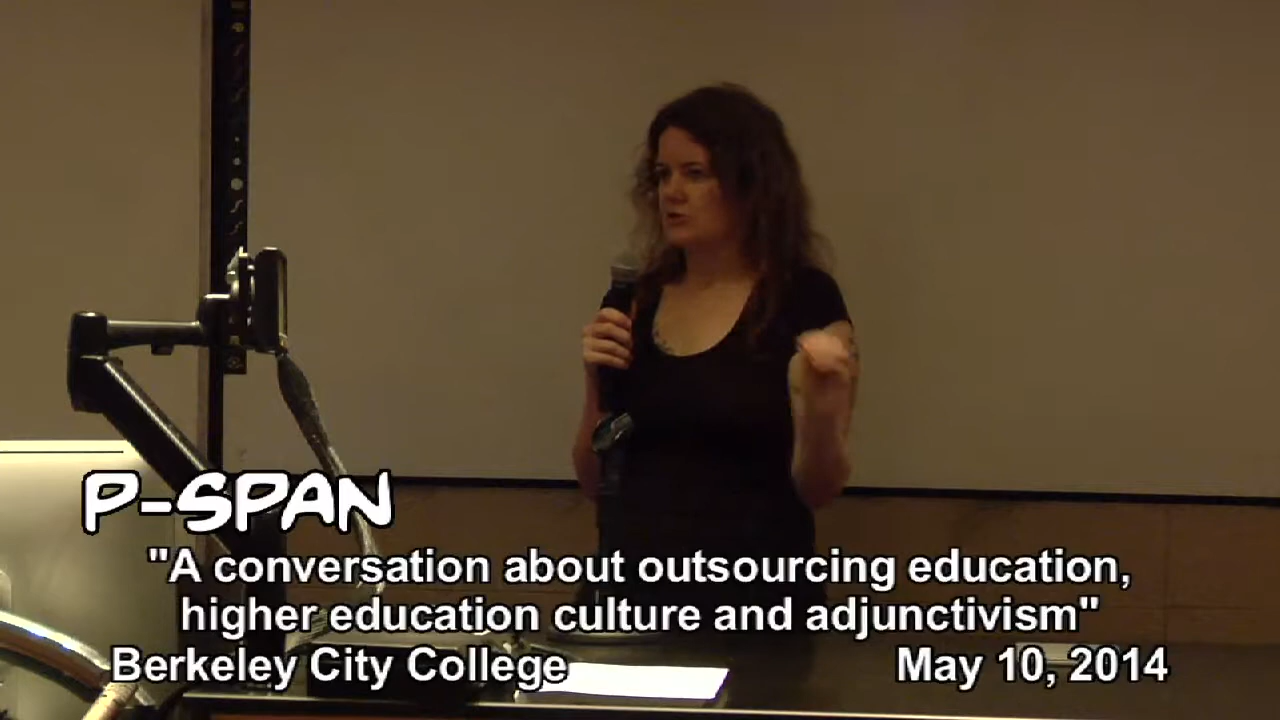 P-SPAN
"A conversation about outsourcing education,
higher education culture and adjunctivism"
Berkeley City College May 10, 2014